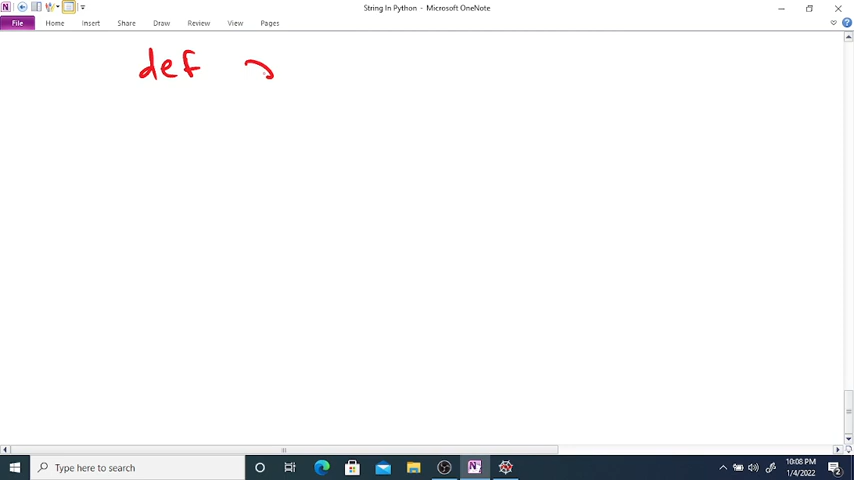 String In Python - Microsoft OneNote
File Home Insert Share Draw Review View Pages
def
Type here to search
10:08 PM
1/4/2022
2